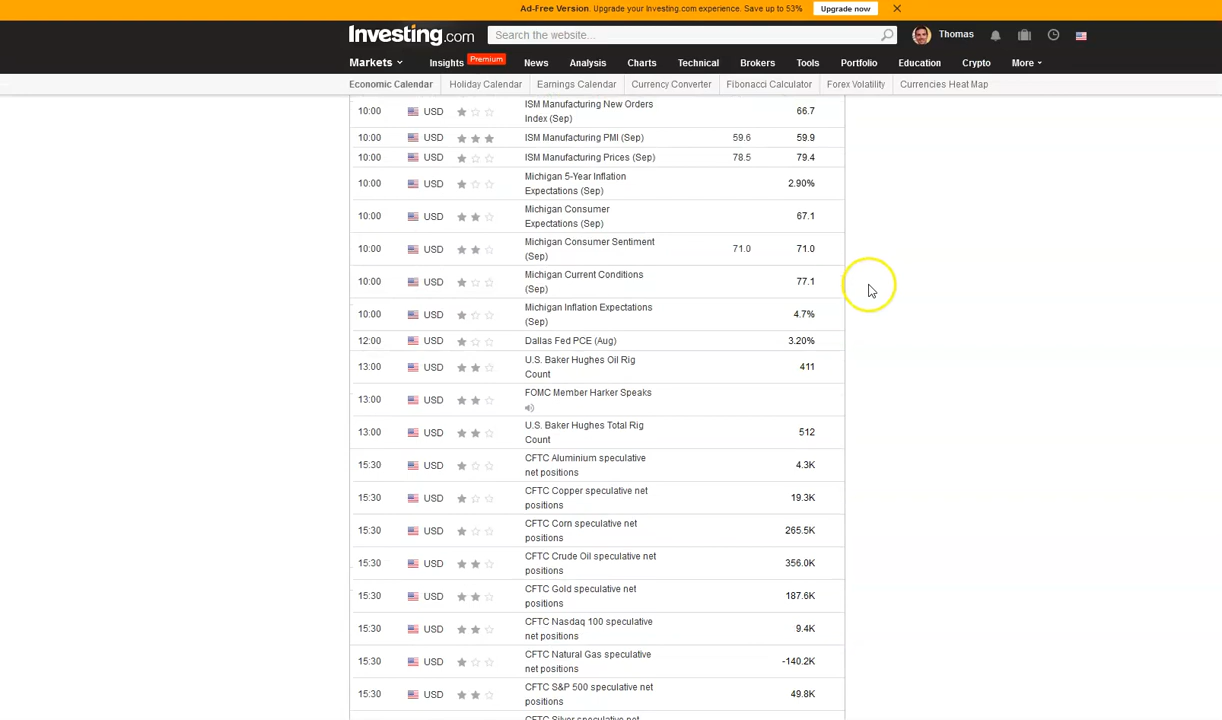 Ad-Free Version. Upgrade your Investing.com experience. Save up to 53% Upgrade now
Investing.com Search the website... Thomas
Markets Insights Premium News Analysis Charts Technical Brokers Tools Portfolio Education Crypto More
Economic Calendar Holiday Calendar Earnings Calendar Currency Converter Fibonacci Calculator Forex Volatility Currencies Heat Map
10:00 USD ISM Manufacturing New Orders 66.7
Index (Sep)
10:00 USD ISM Manufacturing PMI (Sep) 59.6 59.9
10:00 USD ISM Manufacturing Prices (Sep) 78.5 79.4
10:00 USD Michigan 5-Year Inflation 2.90%
Expectations (Sep)
10:00 USD Michigan Consumer 67.1
Expectations (Sep)
10:00 USD Michigan Consumer Sentiment 71.0 71.0
(Sep)
10:00 USD Michigan Current Conditions 77.1
(Sep)
10:00 USD Michigan Inflation Expectations 4.7%
(Sep)
12:00 USD Dallas Fed PCE (Aug) 3.20%
13:00 USD U.S. Baker Hughes Oil Rig 411
Count
13:00 USD FOMC Member Harker Speaks
13:00 USD U.S. Baker Hughes Total Rig 512
Count
15:30 USD CFTC Aluminium speculative 4.3K
net positions
15:30 USD CFTC Copper speculative net 19.3K
positions
15:30 USD CFTC Corn speculative net 265.5K
positions
15:30 USD CFTC Crude Oil speculative net 356.0K
positions
15:30 USD CFTC Gold speculative net 187.6K
positions
15:30 USD CFTC Nasdaq 100 speculative 9.4K
net positions
15:30 USD CFTC Natural Gas speculative -140.2K
net positions
15:30 USD CFTC S&P 500 speculative 49.8K
net positions
CFTC Silver speculative net